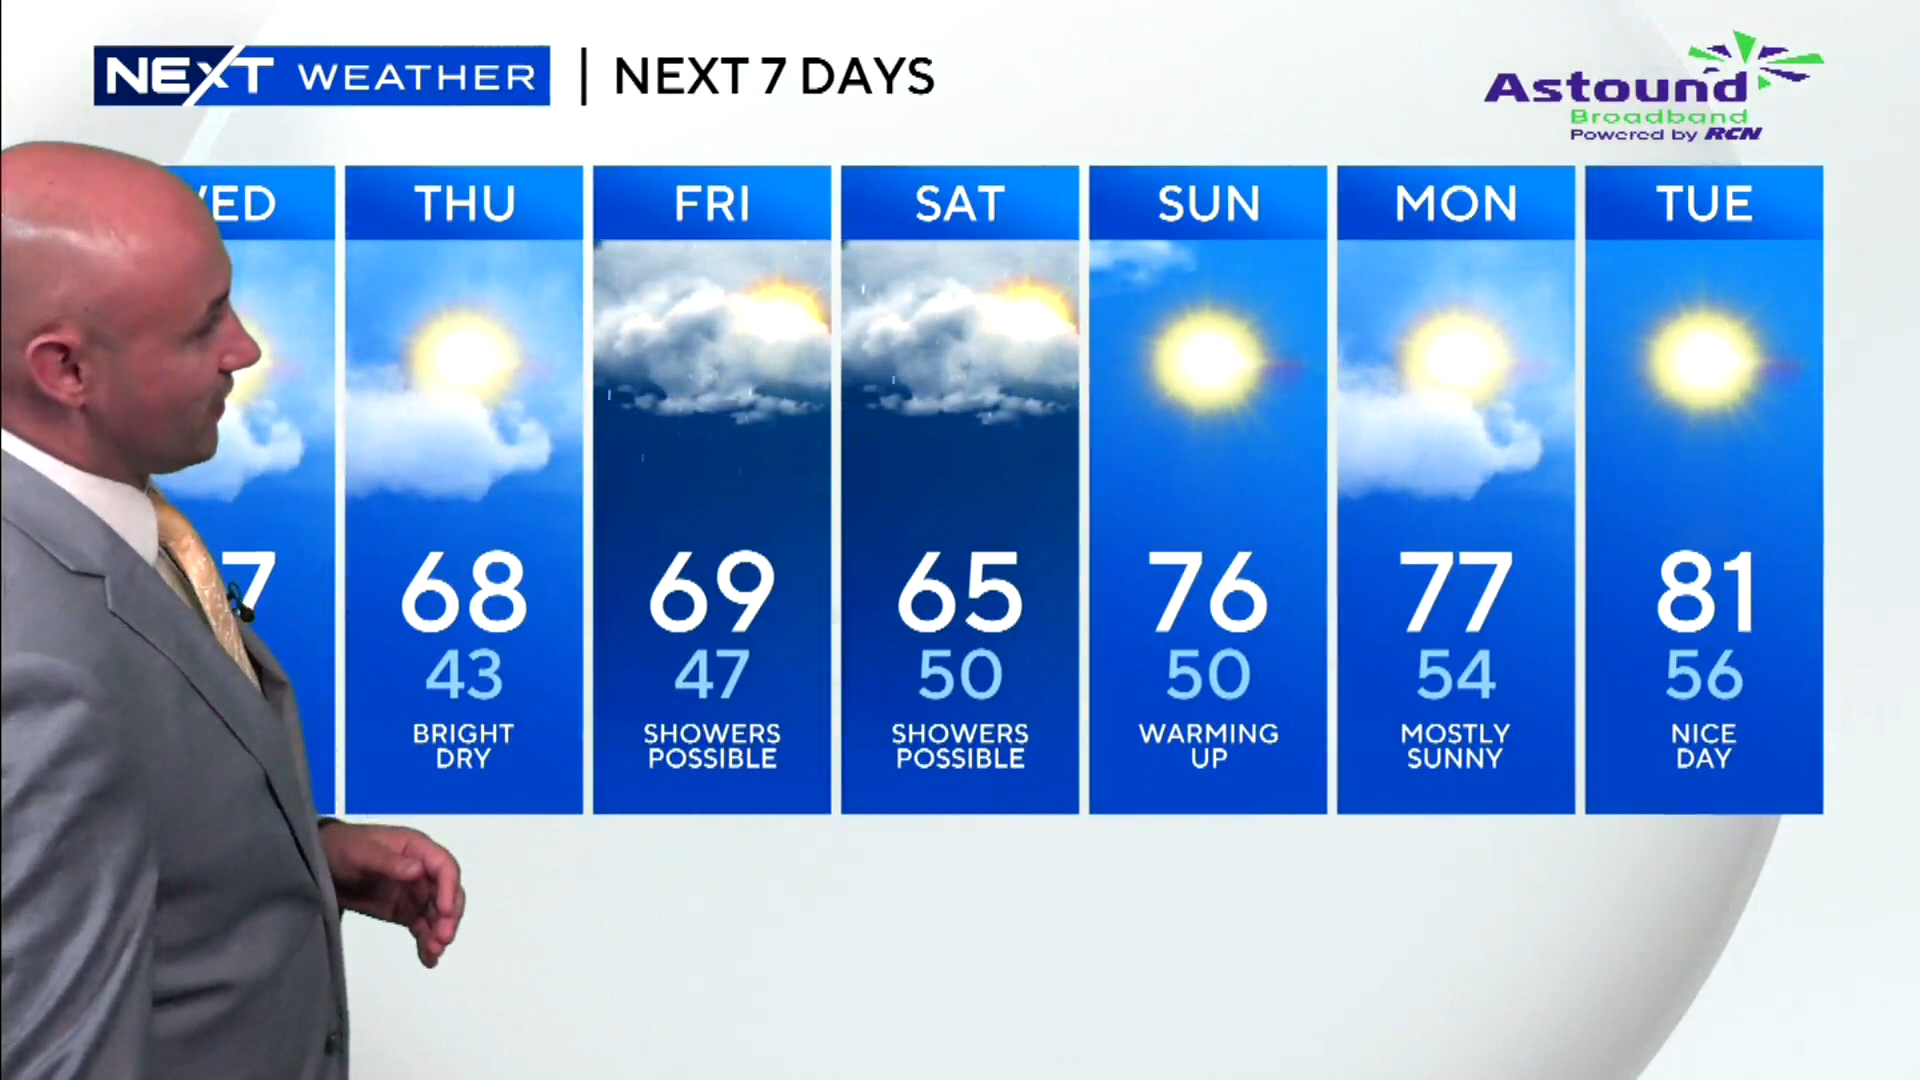 NEXT WEATHER | NEXT 7 DAYS
Astound
Broadband
Powered by RCN
THU FRI SAT SUN MON TUE
68 69 65 76 77 81
43 47 50 50 54 56
BRIGHT SHOWERS SHOWERS WARMING MOSTLY NICE
DRY POSSIBLE POSSIBLE UP SUNNY DAY